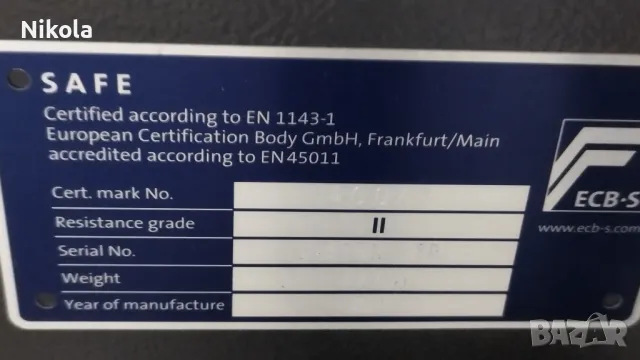 Nikola
SAFE
Certified according to EN 1143-1
European Certification Body GmbH, Frankfurt/Main
accredited according to EN 45011
Cert. mark No.
Resistance grade II
Serial No.
Weight
Year of manufacture
ECB·S
www.ecb-s.com
BAZAR